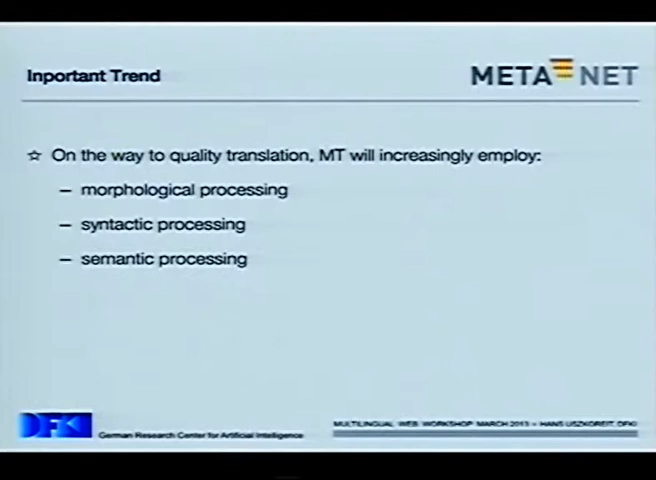 Inportant Trend
META NET
☆ On the way to quality translation, MT will increasingly employ:
– morphological processing
– syntactic processing
– semantic processing
DFKI
German Research Center for Artificial Intelligence
MULTILINGUAL WEB WORKSHOP MARCH 2013 – HANS USZKOREIT, DFKI